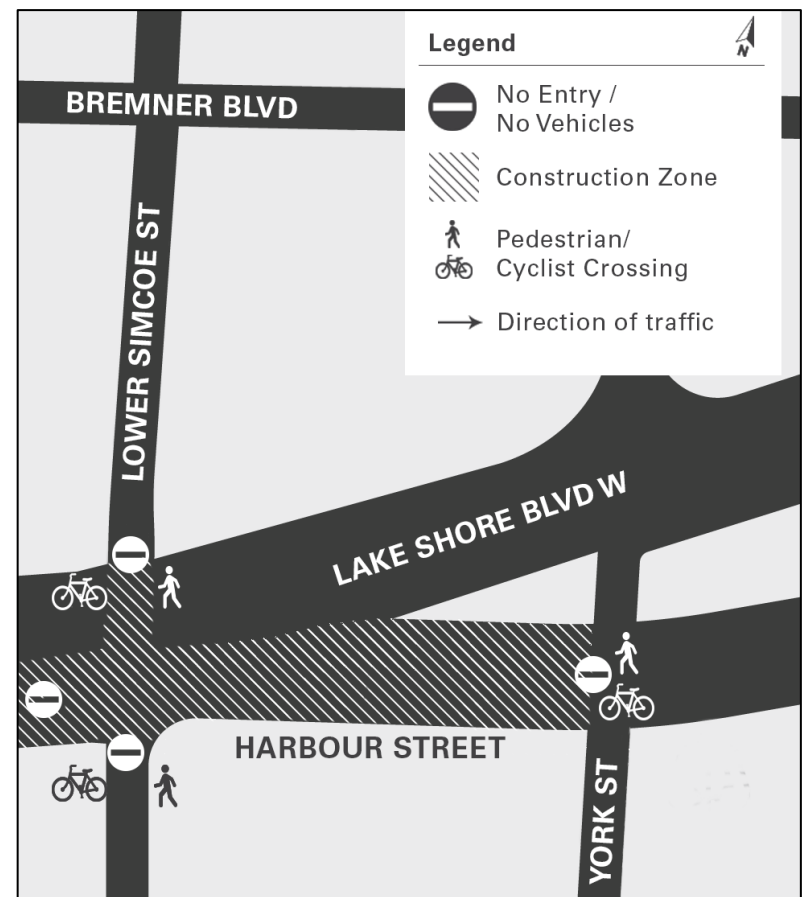 Legend
N
No Entry /
No Vehicles
Construction Zone
Pedestrian/
Cyclist Crossing
Direction of traffic
BREMNER BLVD
LOWER SIMCOE ST
LAKE SHORE BLVD W
HARBOUR STREET
YORK ST